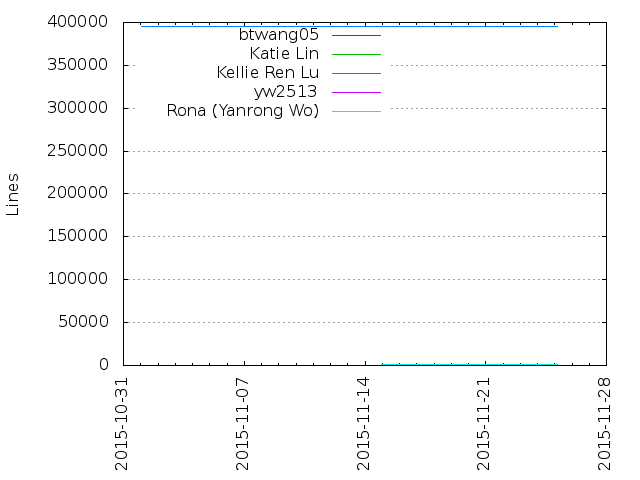 400000
350000
300000
250000
200000
150000
100000
50000
0
Lines
btwang05
Katie Lin
Kellie Ren Lu
yw2513
Rona (Yanrong Wo)
2015-10-31
2015-11-07
2015-11-14
2015-11-21
2015-11-28